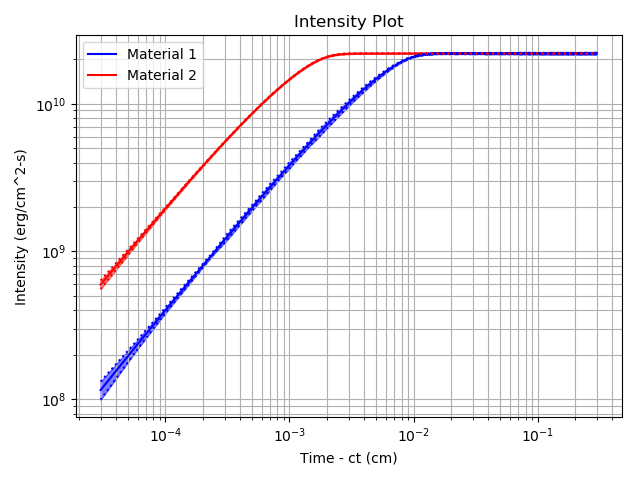 Intensity Plot
Material 1
Material 2
Intensity (erg/cm^2-s)
10^10
10^9
10^8
10^-4
10^-3
10^-2
10^-1
Time - ct (cm)